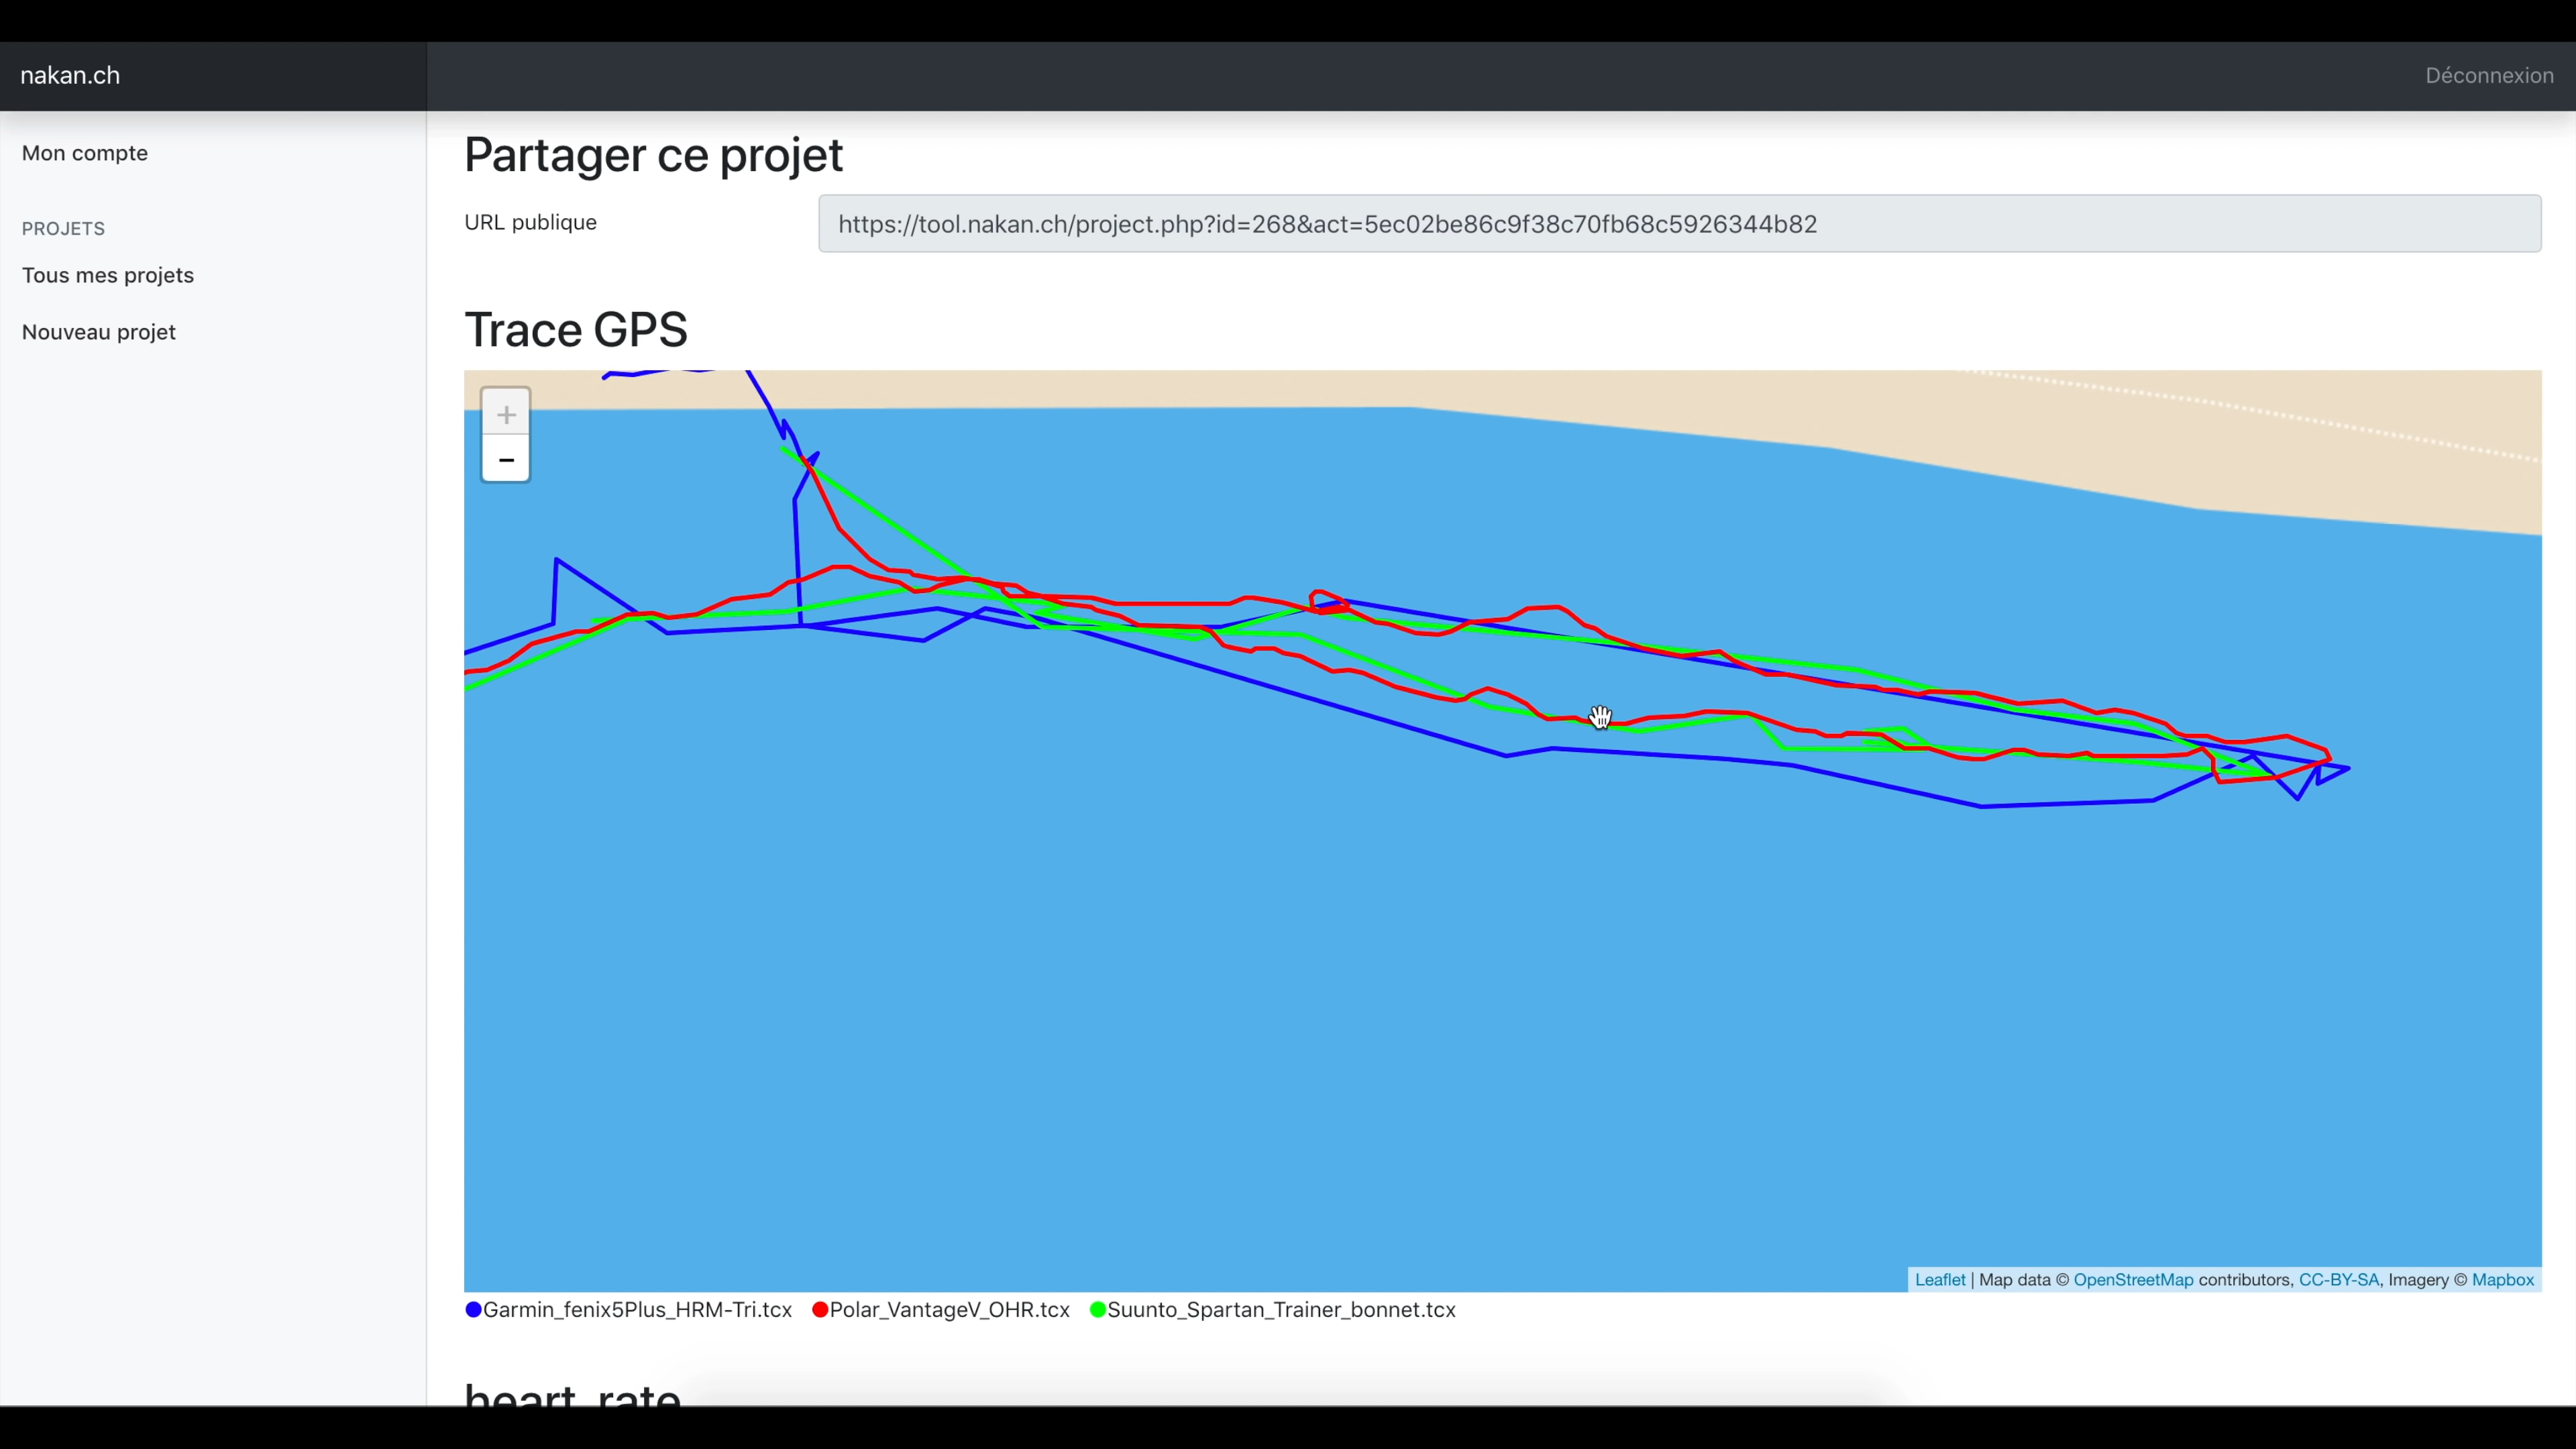 nakan.ch
Déconnexion
Mon compte
PROJETS
Tous mes projets
Nouveau projet
Partager ce projet
URL publique
https://tool.nakan.ch/project.php?id=268&act=5ec02be86c9f38c70fb68c5926344b82
Trace GPS
+
−
Leaflet | Map data © OpenStreetMap contributors, CC-BY-SA, Imagery © Mapbox
Garmin_fenix5Plus_HRM-Tri.tcx Polar_VantageV_OHR.tcx Suunto_Spartan_Trainer_bonnet.tcx
heart_rate